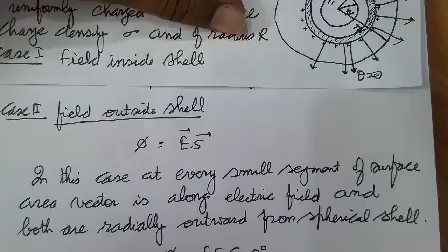 uniformly charged
charge density σ and of radius R
Case I field inside shell
θ=0
Case II field outside shell
ϕ = E⃗.S⃗
In this case at every small segment of surface
area vector is along electric field and
both are radially outward from spherical shell.